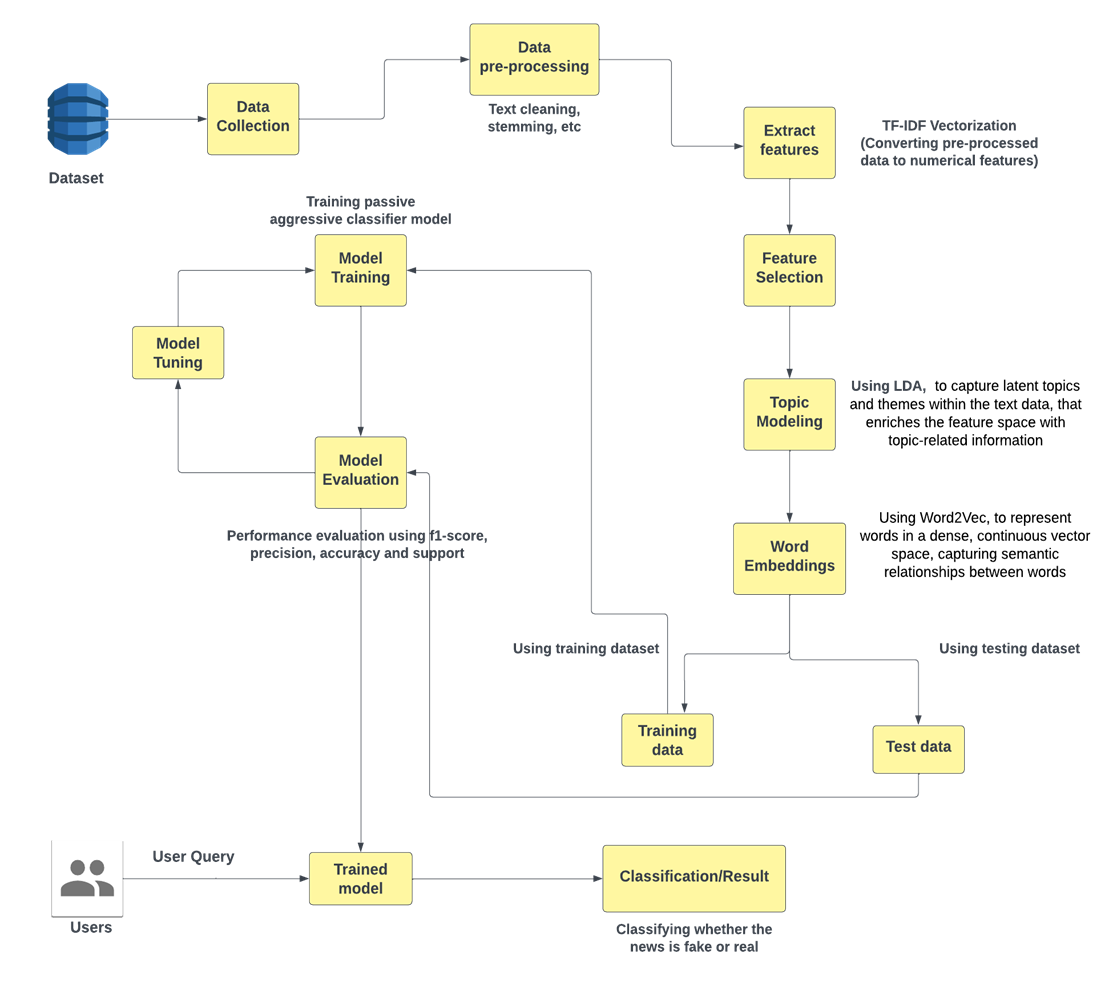 Data
pre-processing
Text cleaning,
stemming, etc
Dataset
Data
Collection
Extract
features
TF-IDF Vectorization
(Converting pre-processed
data to numerical features)
Training passive
aggressive classifier model
Model
Training
Feature
Selection
Model
Tuning
Topic
Modeling
Using LDA, to capture latent topics
and themes within the text data, that
enriches the feature space with
topic-related information
Model
Evaluation
Performance evaluation using f1-score,
precision, accuracy and support
Word
Embeddings
Using Word2Vec, to represent
words in a dense, continuous vector
space, capturing semantic
relationships between words
Using training dataset
Using testing dataset
Training
data
Test data
User Query
Users
Trained
model
Classification/Result
Classifying whether the
news is fake or real